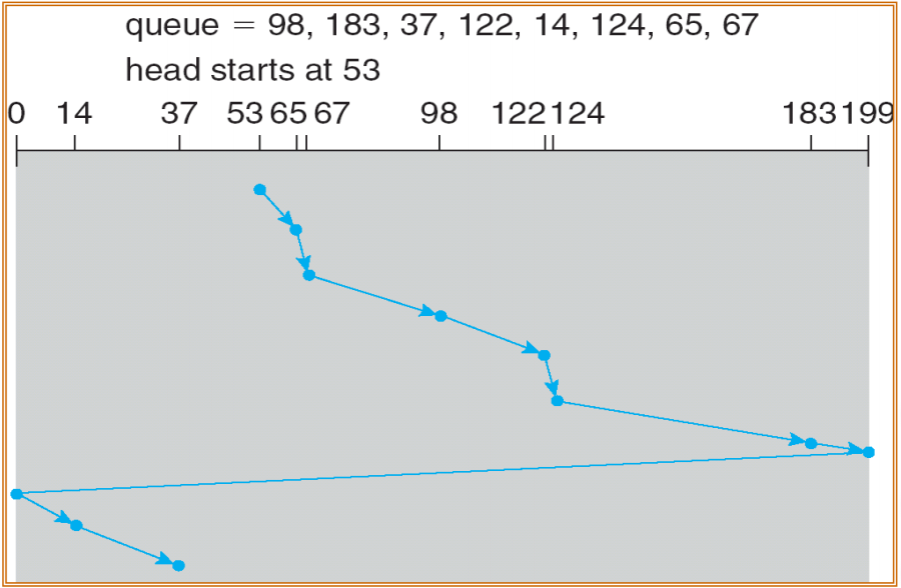 queue = 98, 183, 37, 122, 14, 124, 65, 67
head starts at 53
0 14 37 53 65 67 98 122 124 183 199